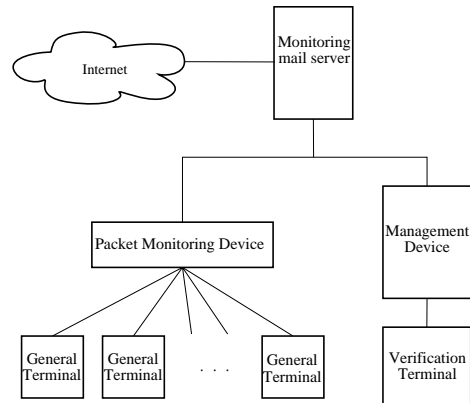 Monitoring
mail server
Internet
Packet Monitoring Device
Management
Device
General
Terminal
General
Terminal
. . .
General
Terminal
Verification
Terminal